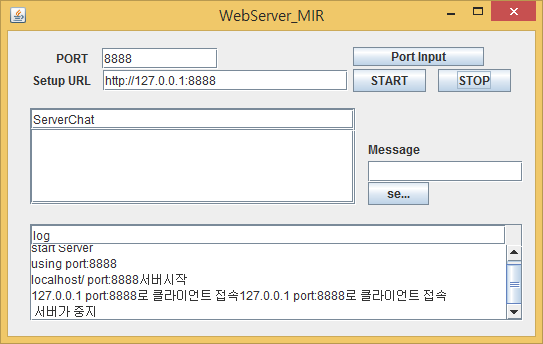 WebServer_MIR
PORT 8888 Port Input
Setup URL http://127.0.0.1:8888 START STOP
ServerChat
Message
se...
log
start Server
using port:8888
localhost/ port:8888서버시작
127.0.0.1 port:8888로 클라이언트 접속127.0.0.1 port:8888로 클라이언트 접속
서버가 중지